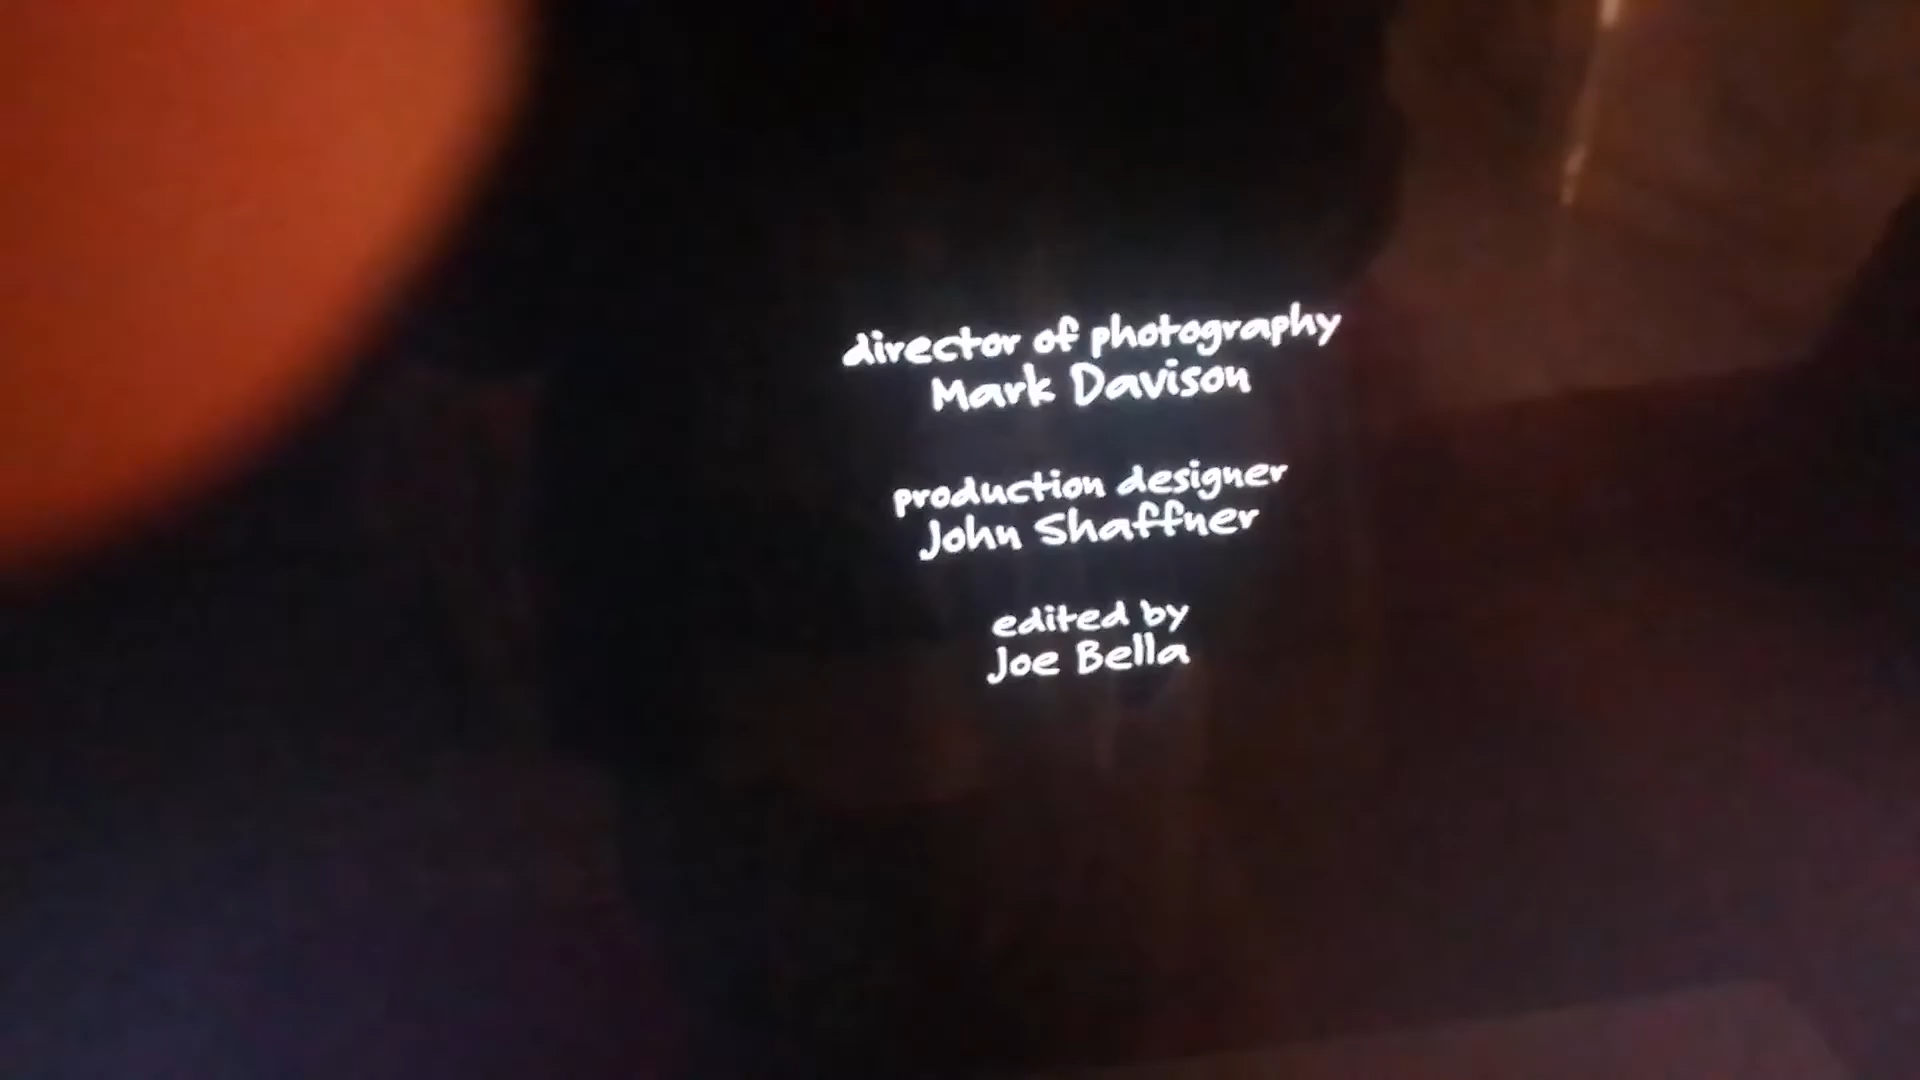 director of photography
Mark Davison
production designer
John Shaffner
edited by
Joe Bella